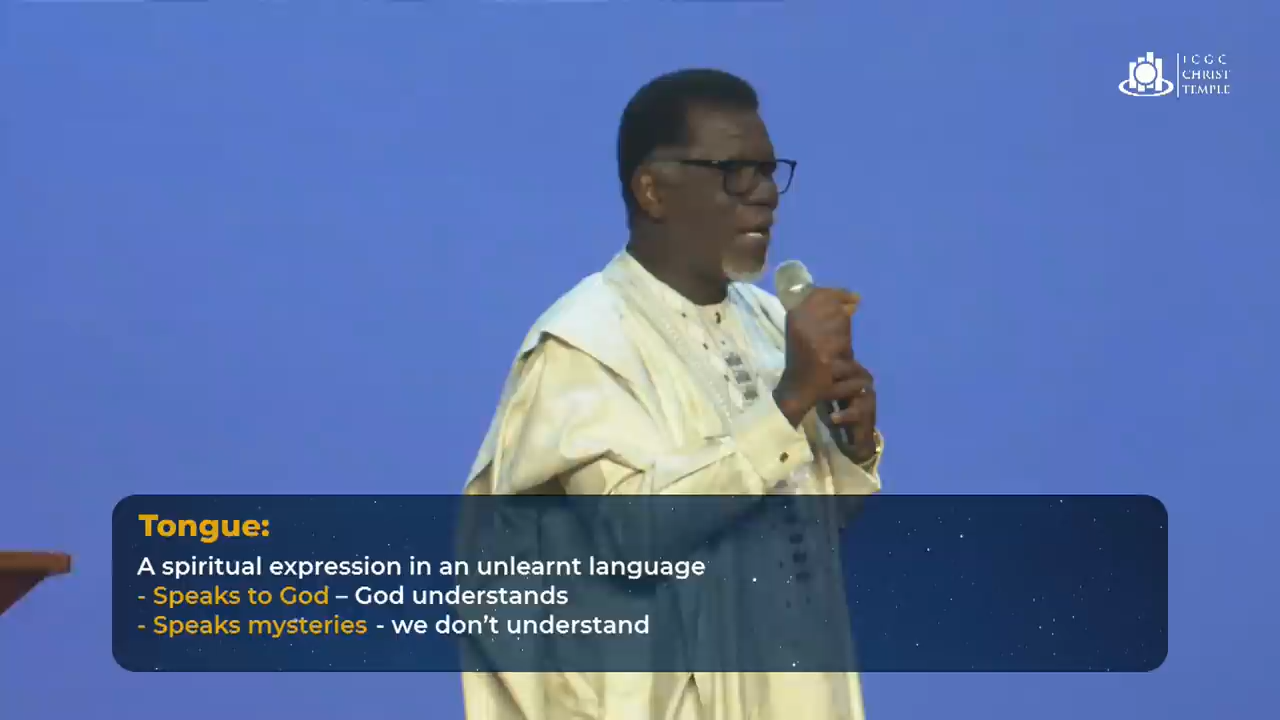 ICGC
CHRIST
TEMPLE
Tongue:
A spiritual expression in an unlearnt language
- Speaks to God – God understands
- Speaks mysteries - we don’t understand